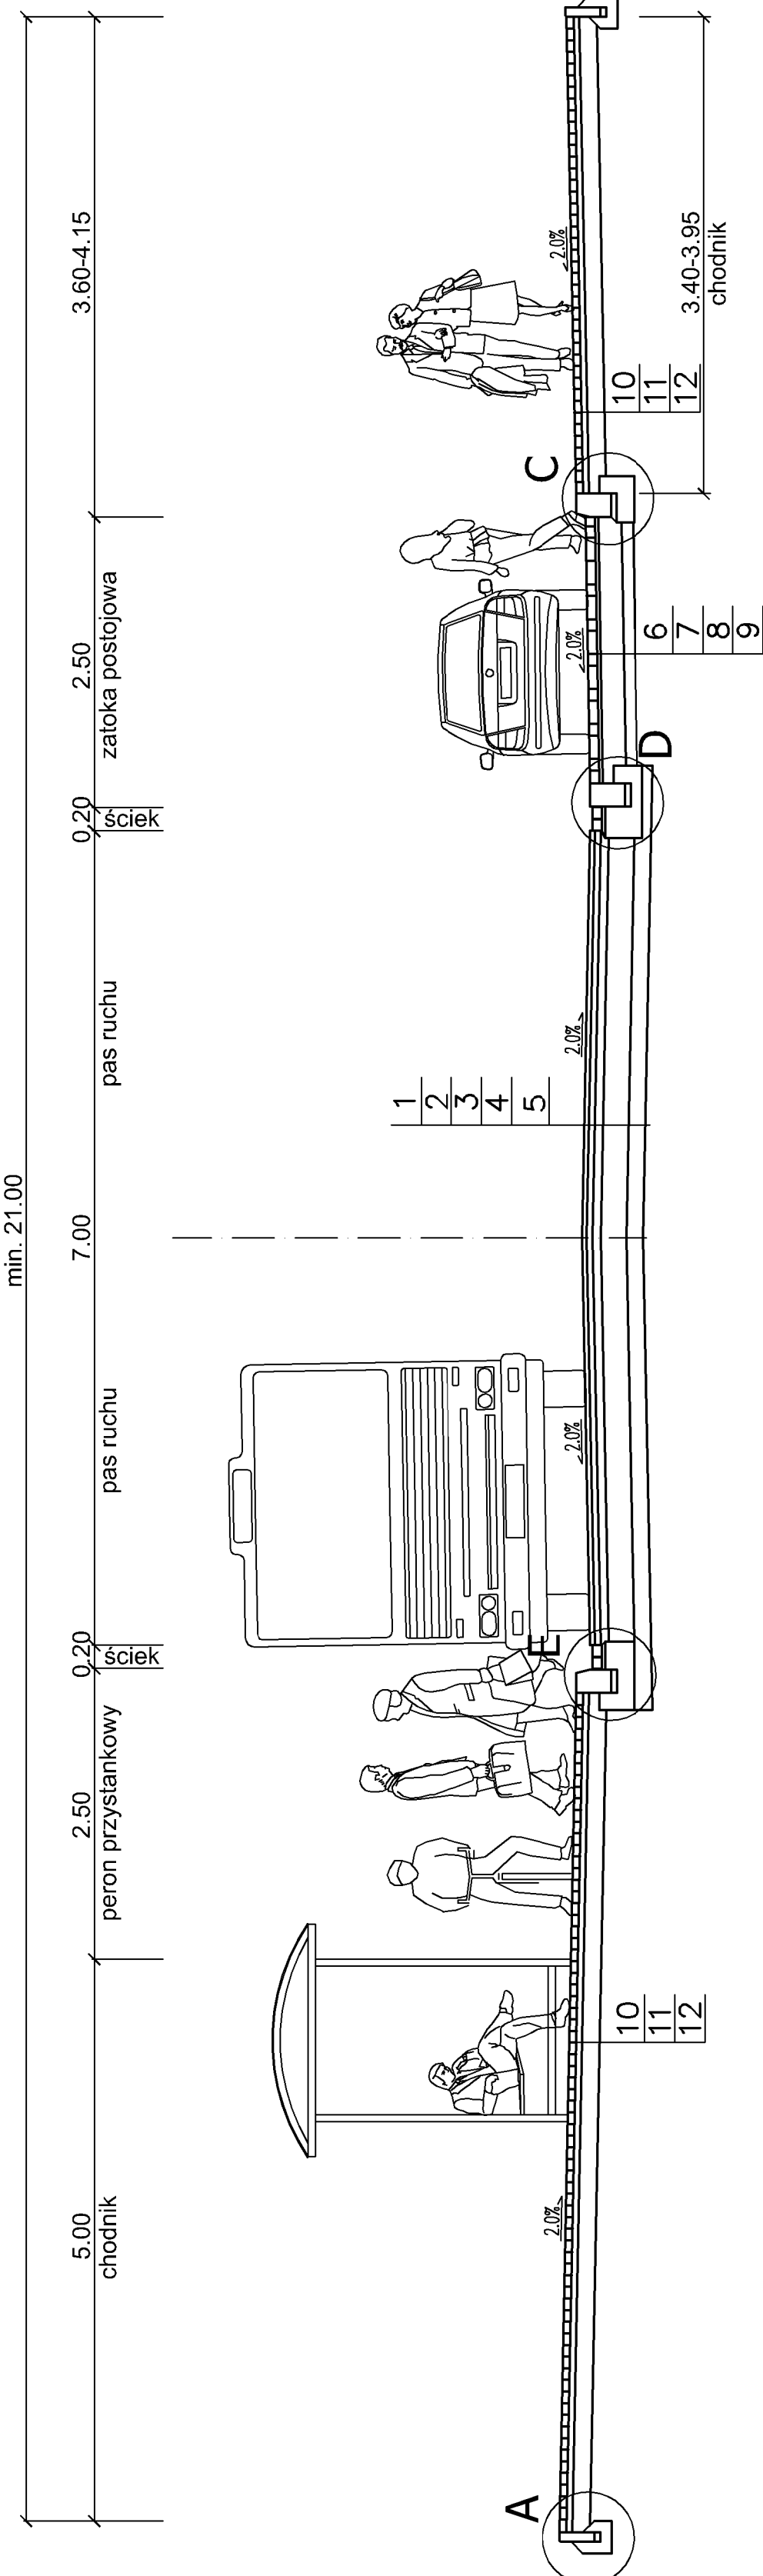 min. 21.00
5.00
2.50
0.20
7.00
0.20
2.50
3.60-4.15
chodnik
peron przystankowy
ściek
pas ruchu
pas ruchu
ściek
zatoka postojowa
2.0%
2.0%
2.0%
2.0%
2.0%
A
E
D
C
1
2
3
4
5
10
11
12
6
7
8
9
10
11
12
3.40-3.95
chodnik